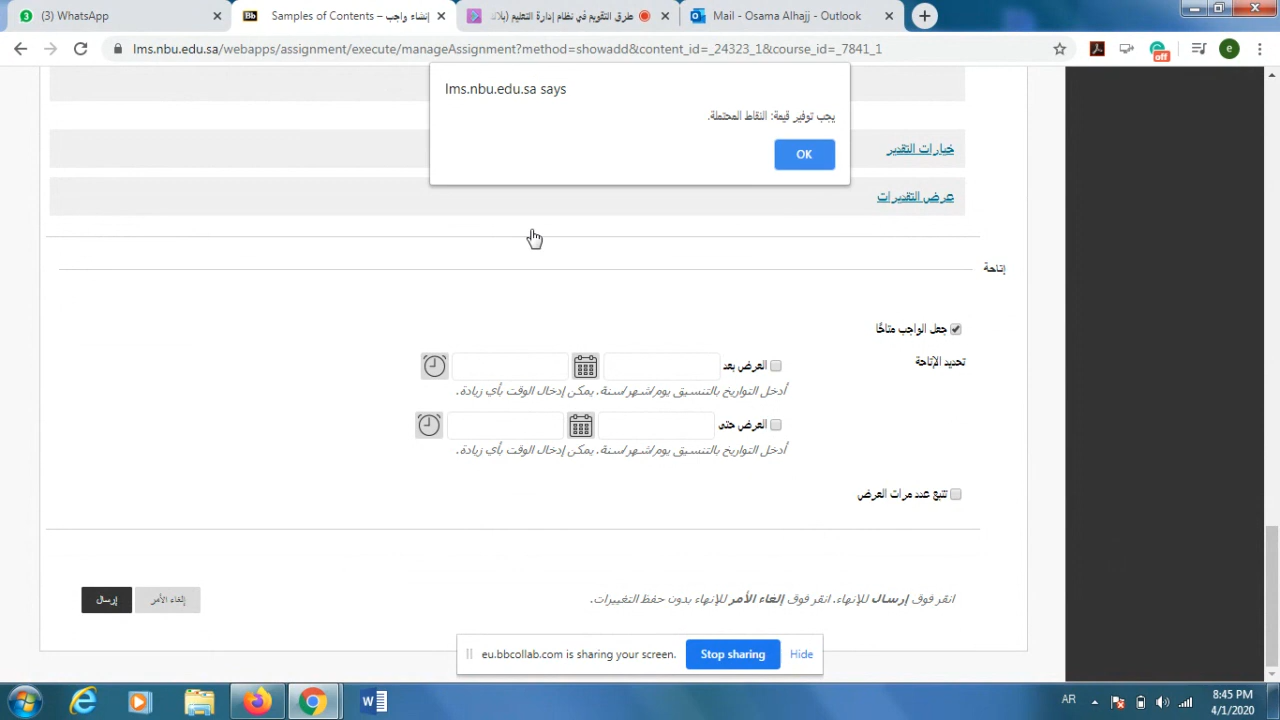 (3) WhatsApp
Samples of Contents – إنشاء واجب
طرق التقويم في نظام إدارة التعليم (بلا
Mail - Osama Alhajj - Outlook
lms.nbu.edu.sa/webapps/assignment/execute/manageAssignment?method=showadd&content_id=_24323_1&course_id=_7841_1
off
e
lms.nbu.edu.sa says
يجب توفير قيمة: النقاط المحتملة.
OK
خيارات التقدير
عرض التقديرات
إتاحة
جعل الواجب متاحًا
تحديد الإتاحة
العرض بعد
أدخل التواريخ بالتنسيق يوم/شهر/سنة. يمكن إدخال الوقت بأي زيادة.
العرض حتى
أدخل التواريخ بالتنسيق يوم/شهر/سنة. يمكن إدخال الوقت بأي زيادة.
تتبع عدد مرات العرض
انقر فوق إرسال للإنهاء. انقر فوق إلغاء الأمر للإنهاء بدون حفظ التغييرات.
إلغاء الأمر
إرسال
eu.bbcollab.com is sharing your screen.
Stop sharing
Hide
AR
8:45 PM
4/1/2020